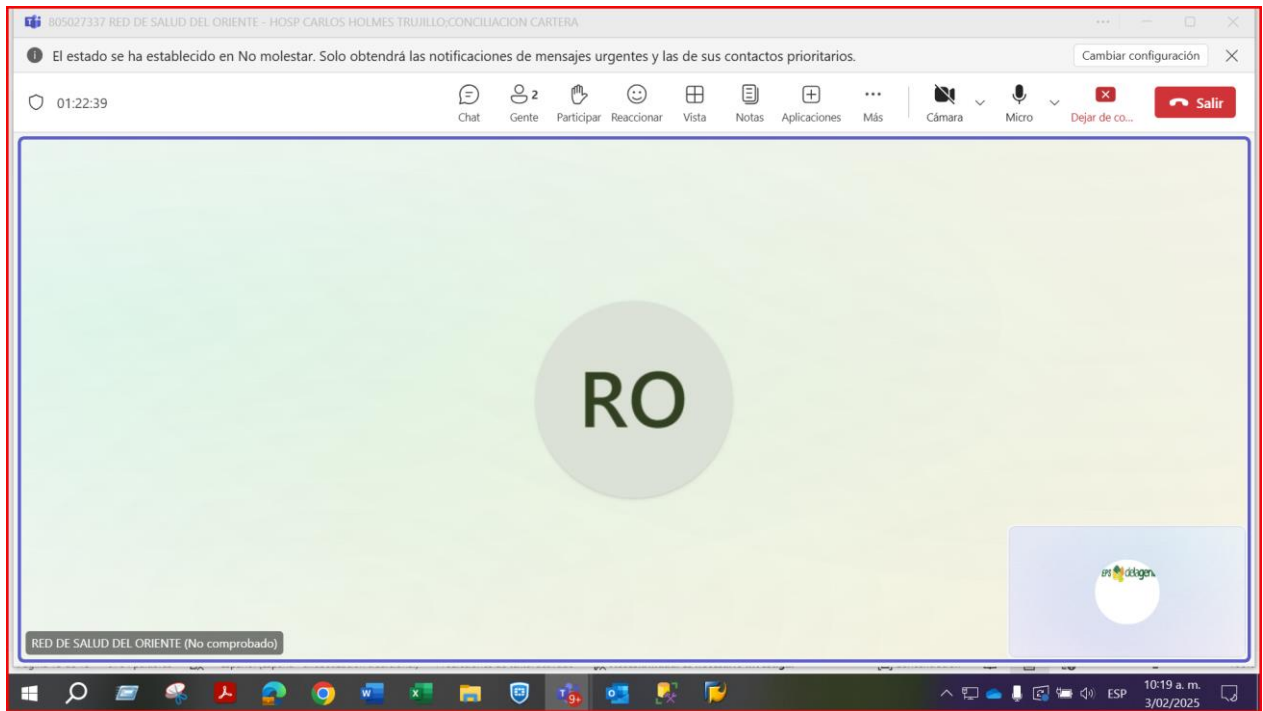 805027337 RED DE SALUD DEL ORIENTE - HOSP CARLOS HOLMES TRUJILLO;CONCILIACION CARTERA
El estado se ha establecido en No molestar. Solo obtendrá las notificaciones de mensajes urgentes y las de sus contactos prioritarios.
Cambiar configuración
01:22:39
2
Chat Gente Participar Reaccionar Vista Notas Aplicaciones Más Cámara Micro Dejar de co... Salir
RO
EPS delagente
RED DE SALUD DEL ORIENTE (No comprobado)
ESP
10:19 a. m.
3/02/2025